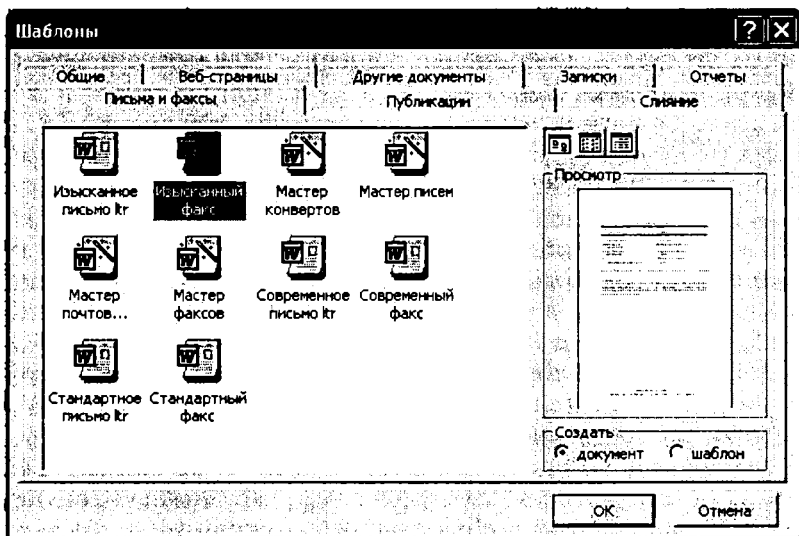 Шаблоны
Общие Веб-страницы Другие документы Записки Отчеты
Письма и факсы Публикации Слияние
Изысканное
письмо ltr
Изысканный
факс
Мастер
конвертов
Мастер писем
Мастер
почтов...
Мастер
факсов
Современное
письмо ltr
Современный
факс
Стандартное
письмо ltr
Стандартный
факс
Просмотр
Создать
документ шаблон
ОК Отмена